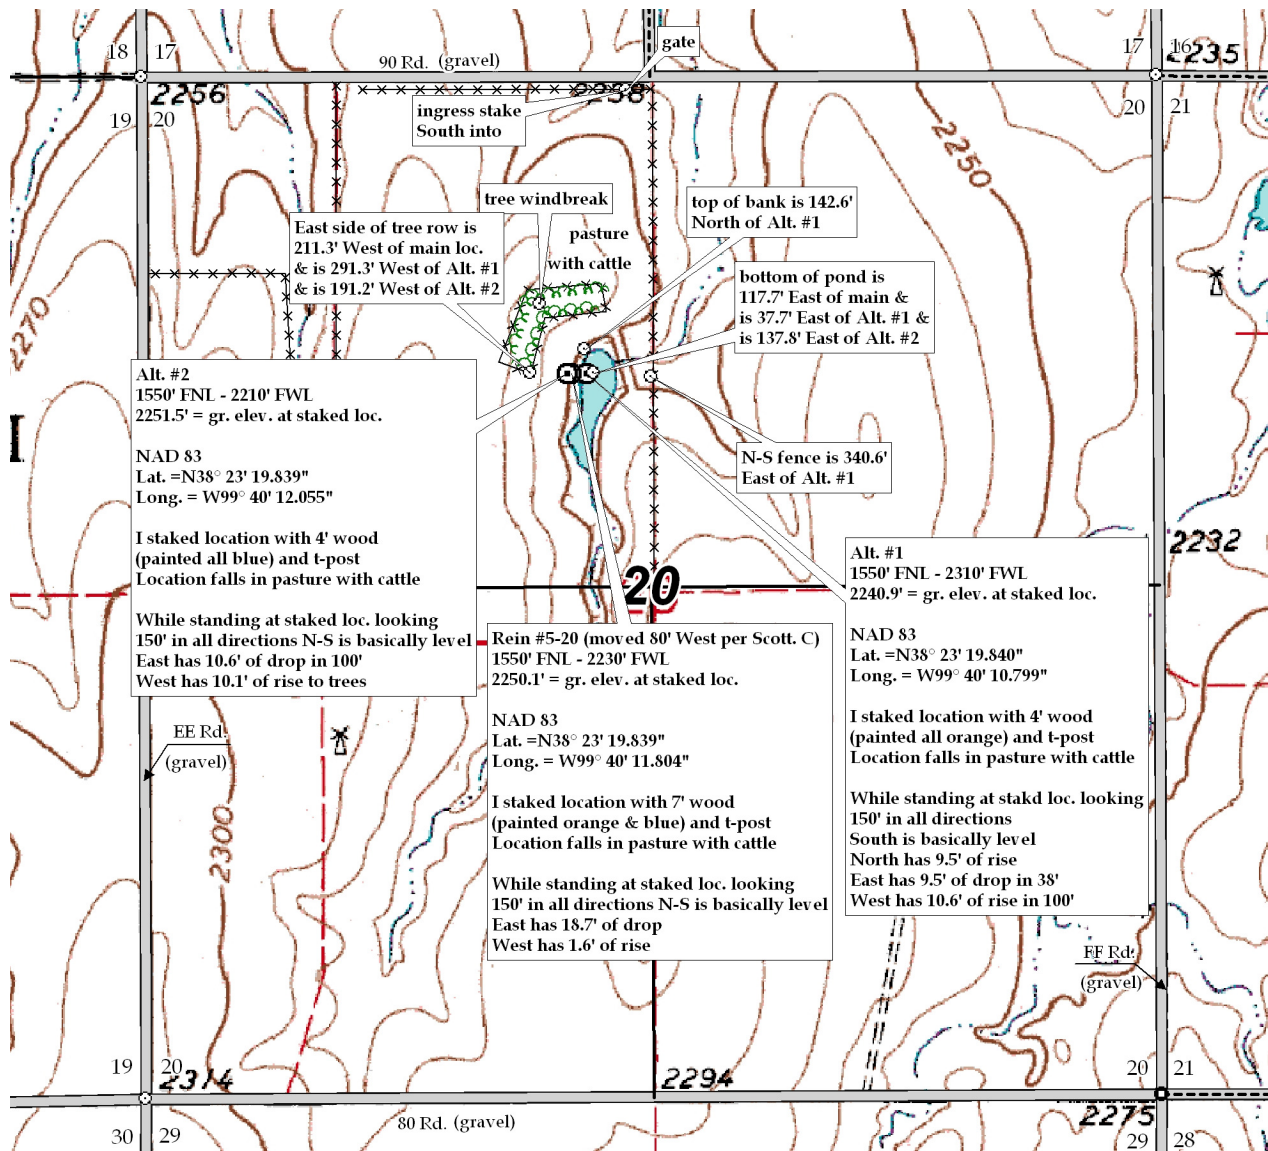 gate
18 17
17 16
2235
90 Rd. (gravel)
2256
2238
19 20
20 21
ingress stake
South into
2250
tree windbreak
top of bank is 142.6'
North of Alt. #1
East side of tree row is
211.3' West of main loc.
& is 291.3' West of Alt. #1
& is 191.2' West of Alt. #2
pasture
with cattle
bottom of pond is
117.7' East of main &
is 37.7' East of Alt. #1 &
is 137.8' East of Alt. #2
2270
Alt. #2
1550' FNL - 2210' FWL
2251.5' = gr. elev. at staked loc.
NAD 83
Lat. =N38° 23' 19.839"
Long. = W99° 40' 12.055"
I staked location with 4' wood
(painted all blue) and t-post
Location falls in pasture with cattle
While standing at staked loc. looking
150' in all directions N-S is basically level
East has 10.6' of drop in 100'
West has 10.1' of rise to trees
N-S fence is 340.6'
East of Alt. #1
2232
20
Alt. #1
1550' FNL - 2310' FWL
2240.9' = gr. elev. at staked loc.
NAD 83
Lat. =N38° 23' 19.840"
Long. = W99° 40' 10.799"
I staked location with 4' wood
(painted all orange) and t-post
Location falls in pasture with cattle
While standing at stakd loc. looking
150' in all directions
South is basically level
North has 9.5' of rise
East has 9.5' of drop in 38'
West has 10.6' of rise in 100'
Rein #5-20 (moved 80' West per Scott. C)
1550' FNL - 2230' FWL
2250.1' = gr. elev. at staked loc.
NAD 83
Lat. =N38° 23' 19.839"
Long. = W99° 40' 11.804"
I staked location with 7' wood
(painted orange & blue) and t-post
Location falls in pasture with cattle
While standing at staked loc. looking
150' in all directions N-S is basically level
East has 18.7' of drop
West has 1.6' of rise
EE Rd.
(gravel)
2300
FF Rd.
(gravel)
19 20
20 21
2314
2294
2275
80 Rd. (gravel)
30 29
29 28